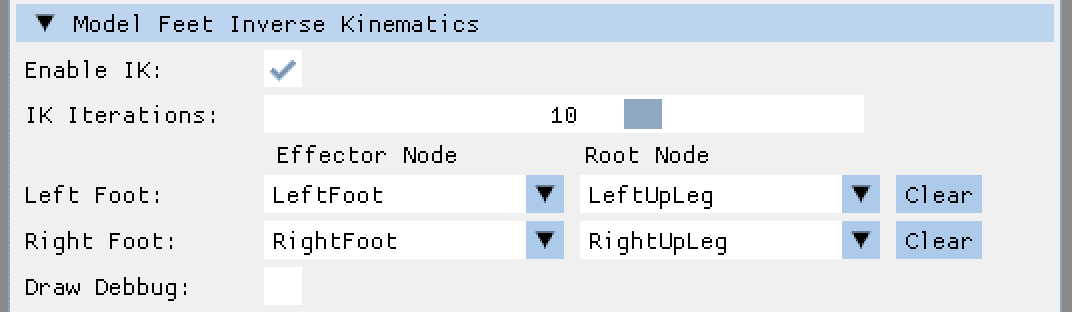 Model Feet Inverse Kinematics
Enable IK:
IK Iterations: 10
Effector Node Root Node
Left Foot: LeftFoot LeftUpLeg Clear
Right Foot: RightFoot RightUpLeg Clear
Draw Debbug: